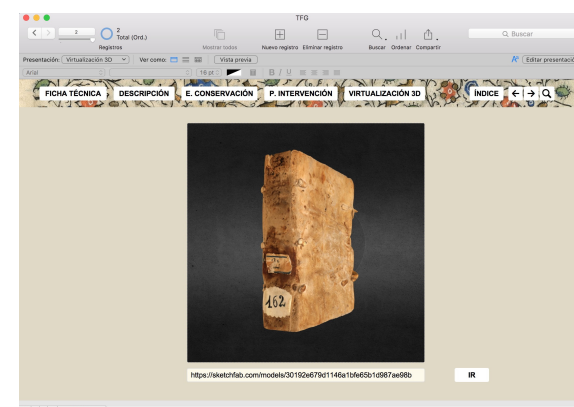 TFG
2
2
Total (Ord.)
Registros
Mostrar todos
Nuevo registro
Eliminar registro
Buscar
Ordenar
Compartir
Buscar
Presentación:
Virtualización 3D
Ver como:
Vista previa
Editar presentació
Arial
16 pt
B I U
FICHA TÉCNICA
DESCRIPCIÓN
E. CONSERVACIÓN
P. INTERVENCIÓN
VIRTUALIZACIÓN 3D
ÍNDICE
162
https://sketchfab.com/models/30192e679d1146a1bfe65b1d987ae98b
IR